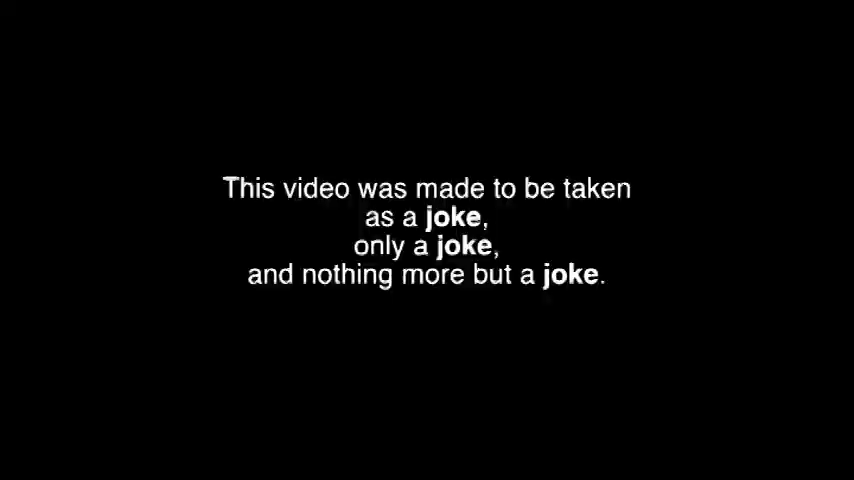 This video was made to be taken
as a joke,
only a joke,
and nothing more but a joke.